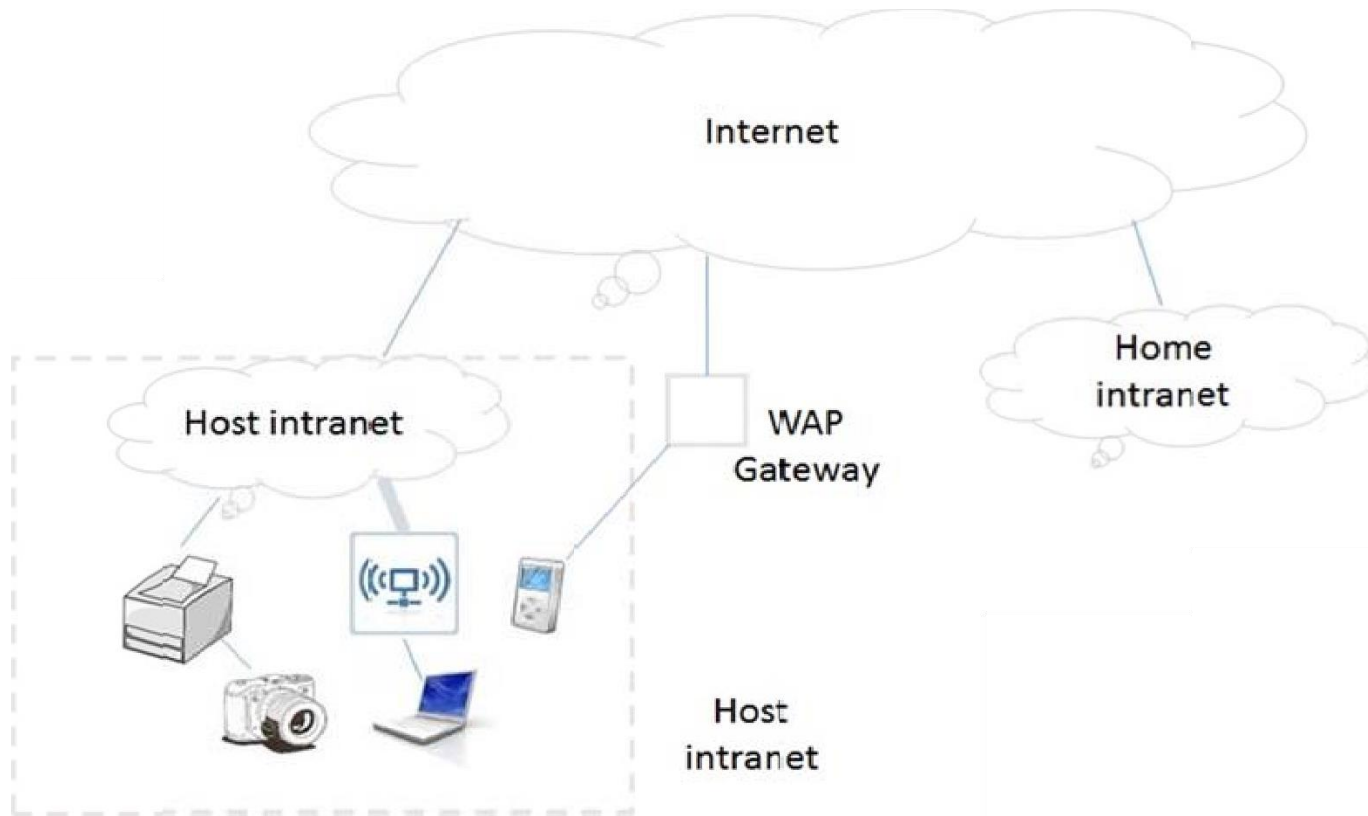 Internet
Home
intranet
Host intranet
WAP
Gateway
Host
intranet